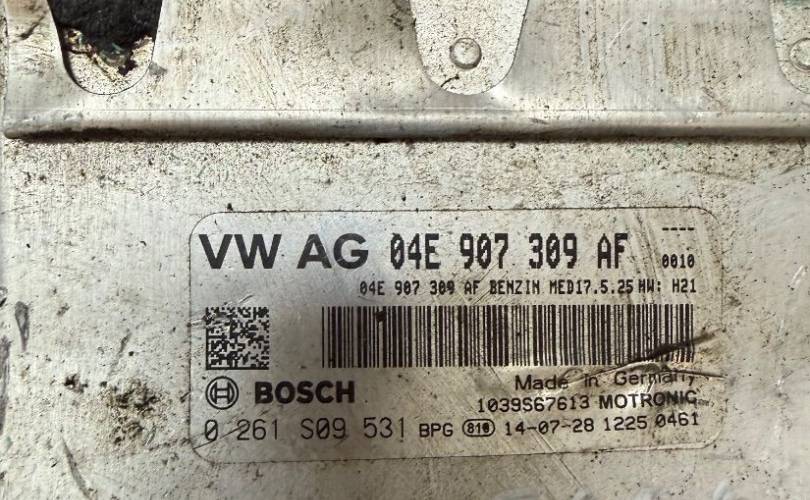 VW AG 04E 907 309 AF ----
0010
04E 907 309 AF BENZIN MED17.5.25 HW: H21
BOSCH
Made in Germany
1039S67613 MOTRONIC
0 261 S09 531 BPG 810 14-07-28 1225 0461